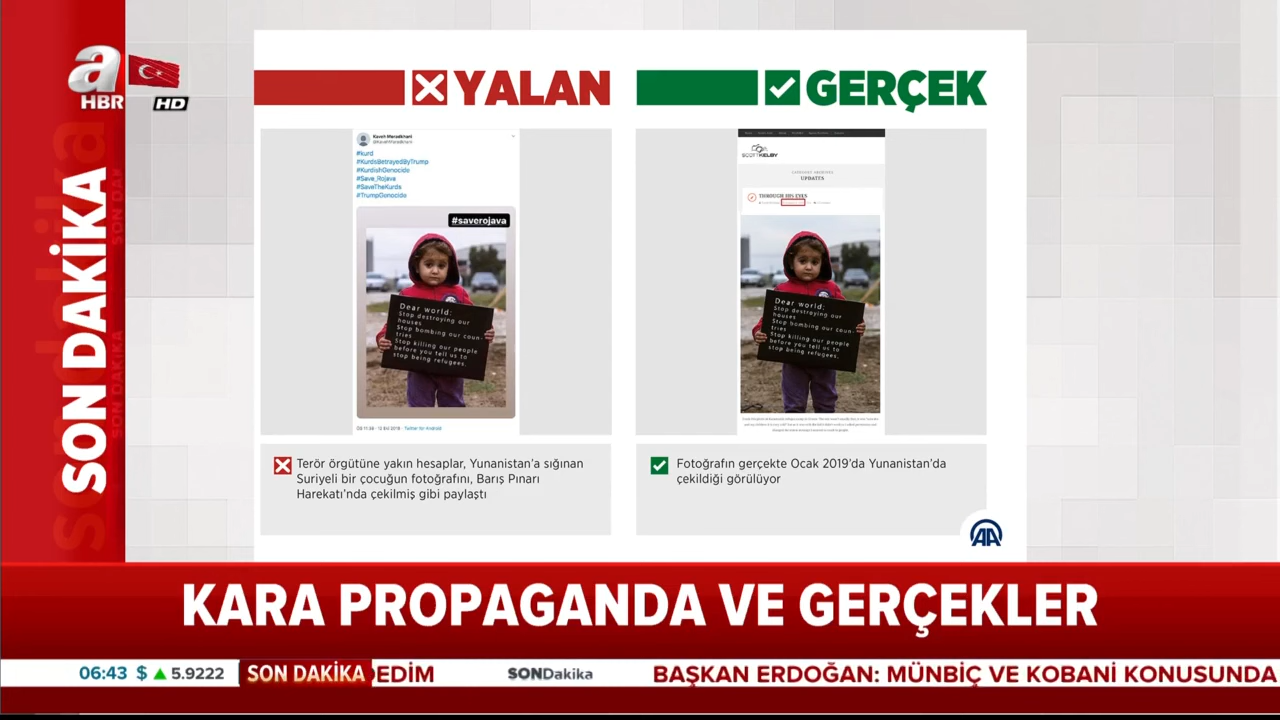 a
HBR
HD
SON DAKİKA
YALAN
GERÇEK
Kaveh Moradkhani
#kurd
#KurdsBetrayedByTrump
#KurdishGenocide
#Save_Rojava
#SaveTheKurds
#TrumpGenocide
#saverojava
Dear world:
Stop destroying our
houses
Stop bombing our coun-
tries
Stop killing our people
before you tell us to
stop being refugees.
SCOTT KELBY
UPDATES
THROUGH HIS EYES
Dear world:
Stop destroying our
houses
Stop bombing our coun-
tries
Stop killing our people
before you tell us to
stop being refugees.
Twitter for Android
Terör örgütüne yakın hesaplar, Yunanistan'a sığınan
Suriyeli bir çocuğun fotoğrafını, Barış Pınarı
Harekatı'nda çekilmiş gibi paylaştı
Fotoğrafın gerçekte Ocak 2019'da Yunanistan'da
çekildiği görülüyor
AA
KARA PROPAGANDA VE GERÇEKLER
06:43 $ 5.9222 SON DAKİKA EDİM SONDakika BAŞKAN ERDOĞAN: MÜNBİÇ VE KOBANİ KONUSUNDA